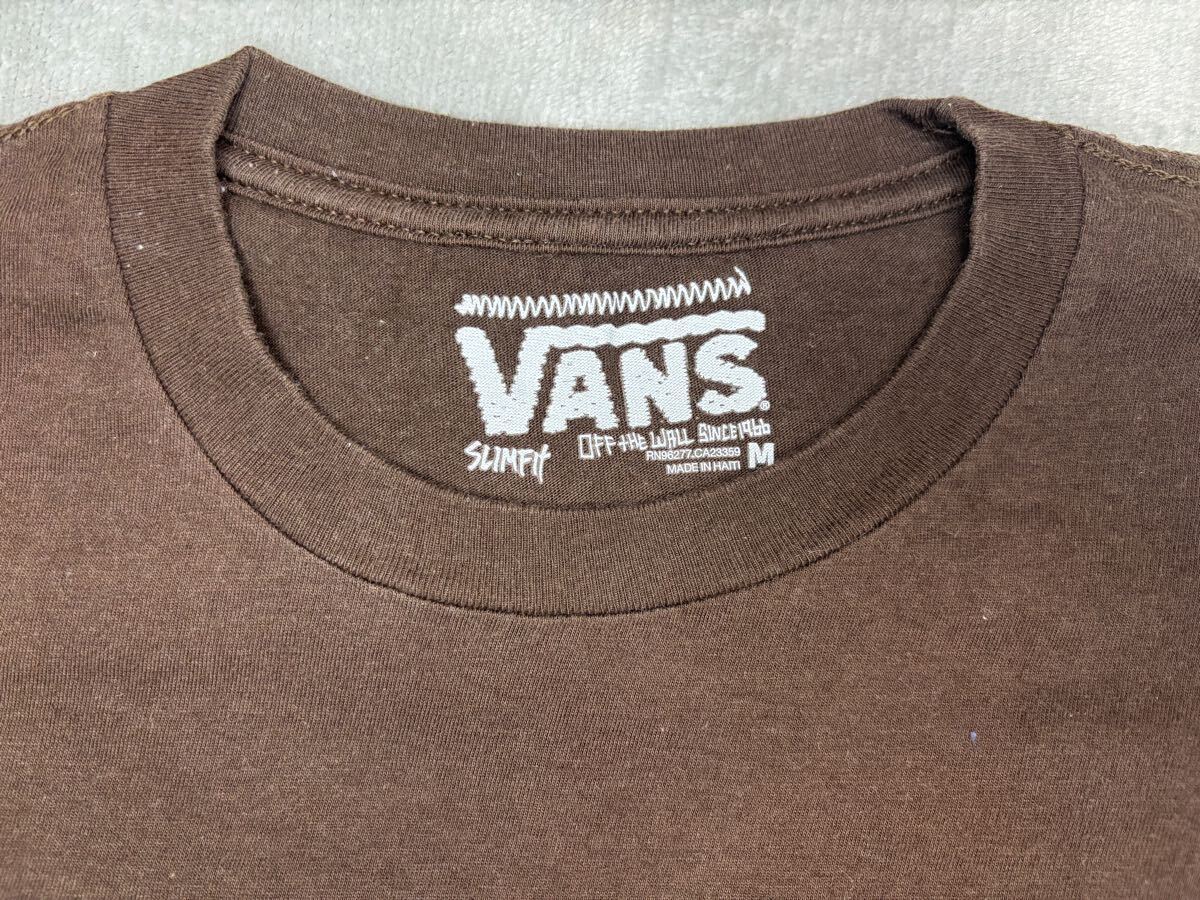 VANS®
SLIMFIT
OFF THE WALL SINCE 1966
RN96277.CA23359
MADE IN HAITI
M